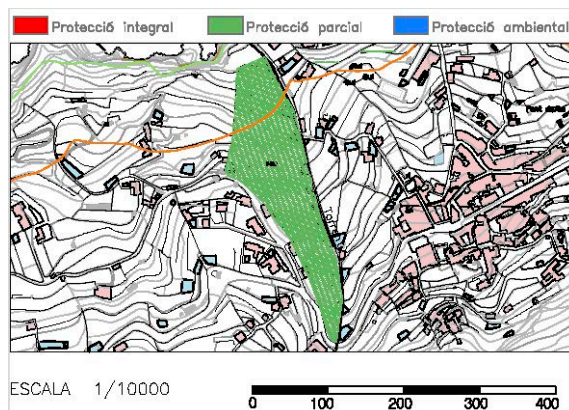 Protecció integral Protecció parcial Protecció ambiental
ESCALA 1/10000
0 100 200 300 400